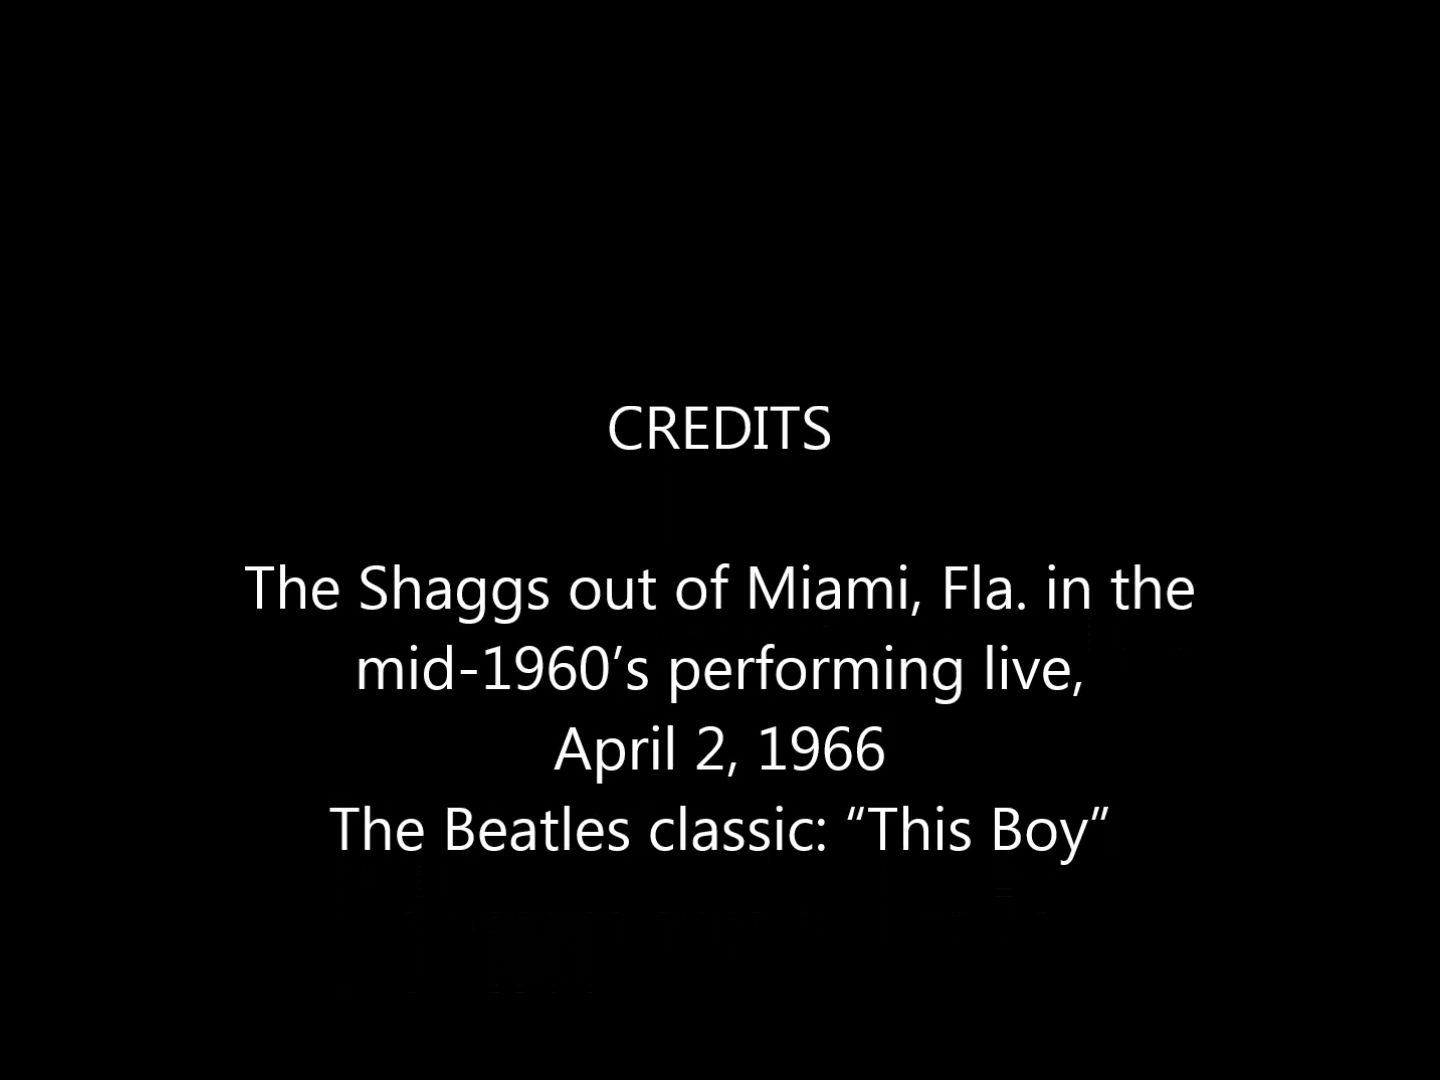 CREDITS
The Shaggs out of Miami, Fla. in the
mid-1960’s performing live,
April 2, 1966
The Beatles classic: “This Boy”